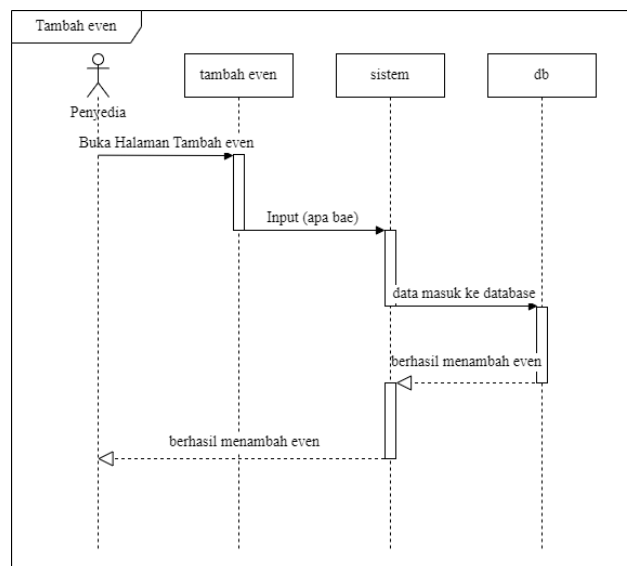 Tambah even
tambah even
sistem
db
Penyedia
Buka Halaman Tambah even
Input (apa bae)
data masuk ke database
berhasil menambah even
berhasil menambah even